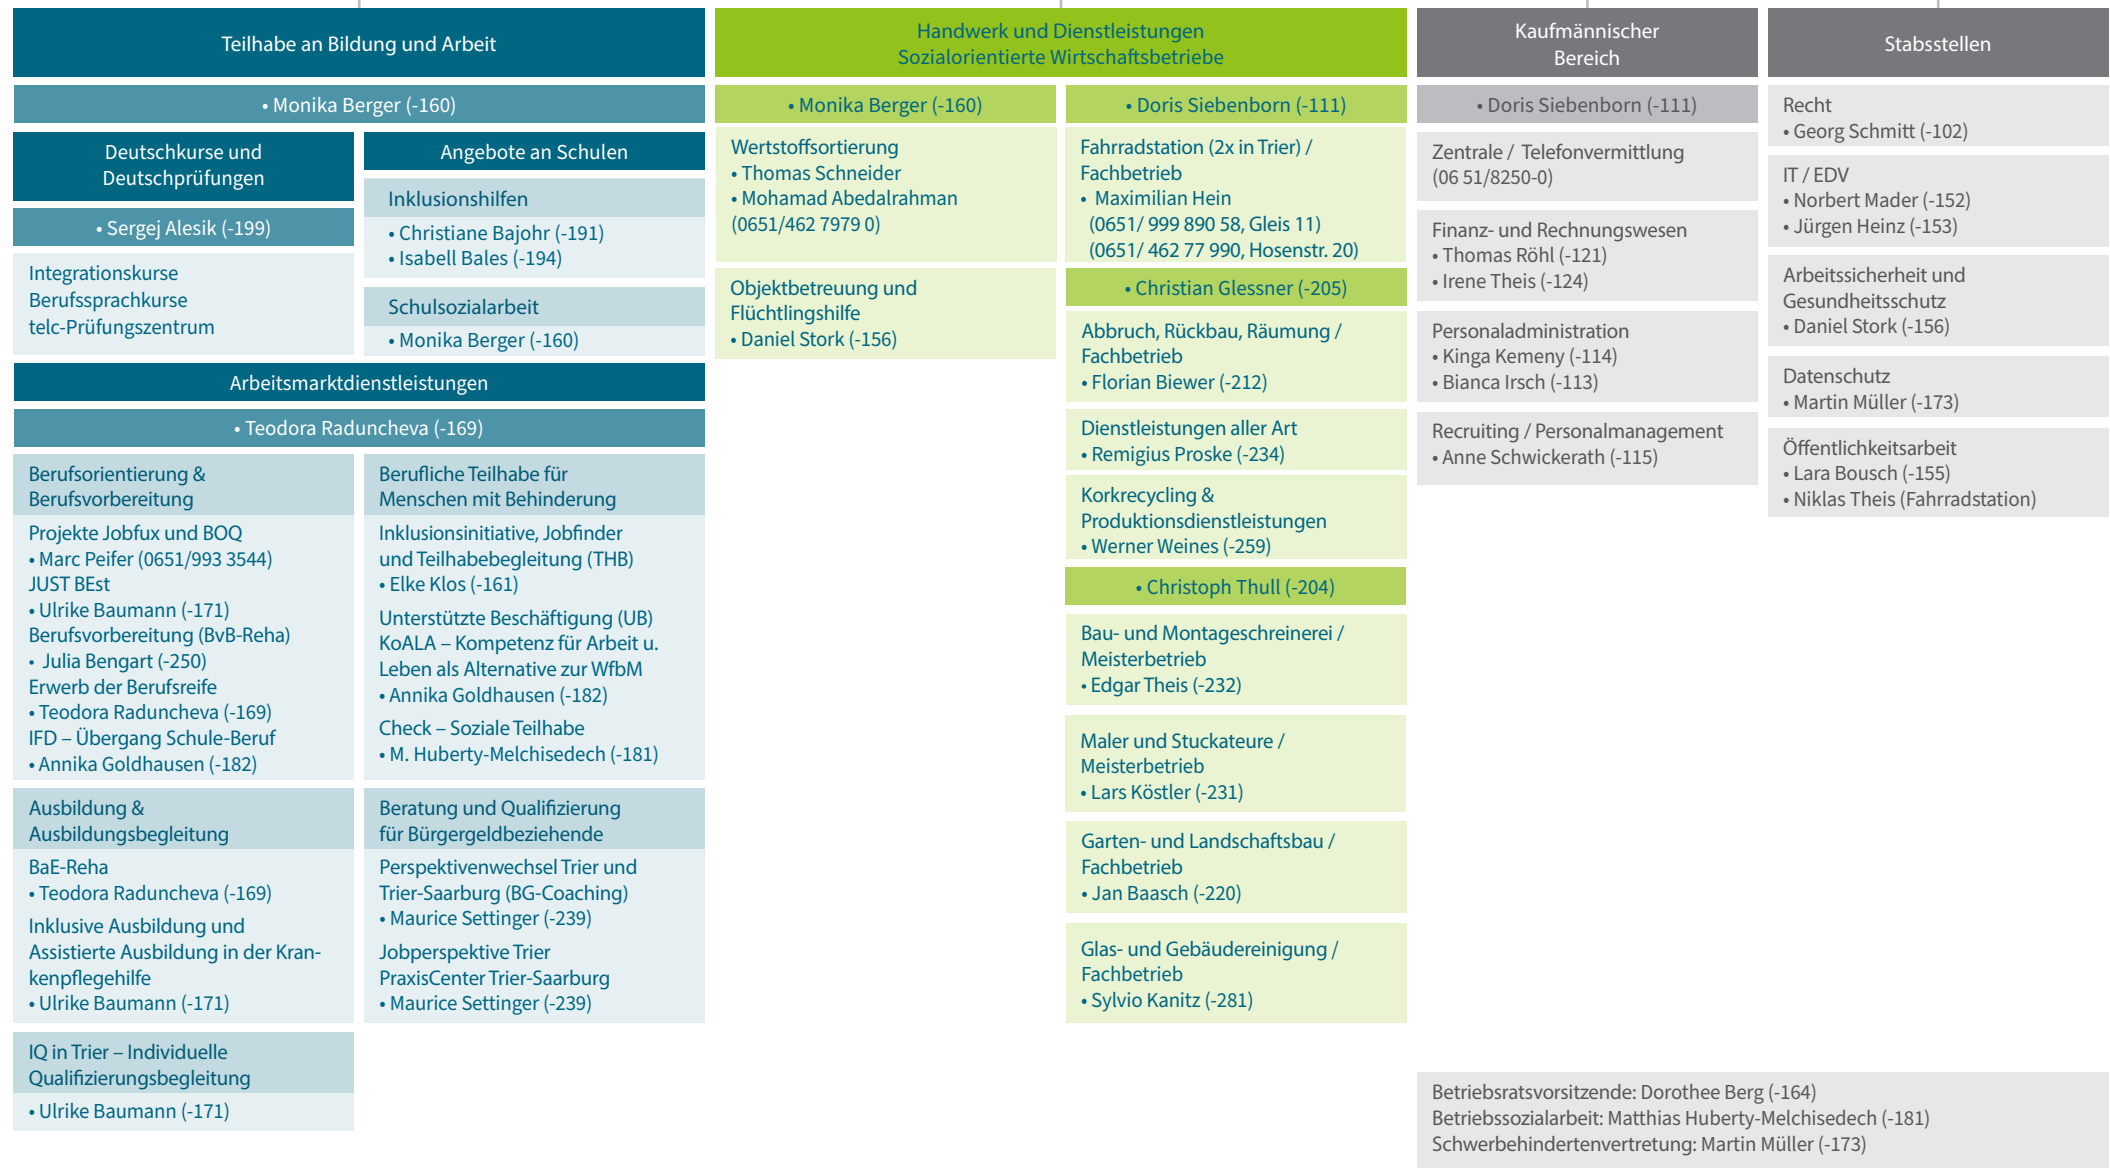 Teilhabe an Bildung und Arbeit
• Monika Berger (-160)
Deutschkurse und
Deutschprüfungen
• Sergej Alesik (-199)
Integrationskurse
Berufssprachkurse
telc-Prüfungszentrum
Angebote an Schulen
Inklusionshilfen
• Christiane Bajohr (-191)
• Isabell Bales (-194)
Schulsozialarbeit
• Monika Berger (-160)
Arbeitsmarktdienstleistungen
• Teodora Raduncheva (-169)
Berufsorientierung &
Berufsvorbereitung
Projekte Jobfux und BOQ
• Marc Peifer (0651/993 3544)
JUST BEst
• Ulrike Baumann (-171)
Berufsvorbereitung (BvB-Reha)
• Julia Bengart (-250)
Erwerb der Berufsreife
• Teodora Raduncheva (-169)
IFD – Übergang Schule-Beruf
• Annika Goldhausen (-182)
Ausbildung &
Ausbildungsbegleitung
BaE-Reha
• Teodora Raduncheva (-169)
Inklusive Ausbildung und
Assistierte Ausbildung in der Kran-
kenpflegehilfe
• Ulrike Baumann (-171)
IQ in Trier – Individuelle
Qualifizierungsbegleitung
• Ulrike Baumann (-171)
Berufliche Teilhabe für
Menschen mit Behinderung
Inklusionsinitiative, Jobfinder
und Teilhabebegleitung (THB)
• Elke Klos (-161)
Unterstützte Beschäftigung (UB)
KoALA – Kompetenz für Arbeit u.
Leben als Alternative zur WfbM
• Annika Goldhausen (-182)
Check – Soziale Teilhabe
• M. Huberty-Melchisedech (-181)
Beratung und Qualifizierung
für Bürgergeldbeziehende
Perspektivenwechsel Trier und
Trier-Saarburg (BG-Coaching)
• Maurice Settinger (-239)
Jobperspektive Trier
PraxisCenter Trier-Saarburg
• Maurice Settinger (-239)
Handwerk und Dienstleistungen
Sozialorientierte Wirtschaftsbetriebe
• Monika Berger (-160)
Wertstoffsortierung
• Thomas Schneider
• Mohamad Abedalrahman
(0651/462 7979 0)
Objektbetreuung und
Flüchtlingshilfe
• Daniel Stork (-156)
• Doris Siebenborn (-111)
Fahrradstation (2x in Trier) /
Fachbetrieb
• Maximilian Hein
(0651/ 999 890 58, Gleis 11)
(0651/ 462 77 990, Hosenstr. 20)
• Christian Glessner (-205)
Abbruch, Rückbau, Räumung /
Fachbetrieb
• Florian Biewer (-212)
Dienstleistungen aller Art
• Remigius Proske (-234)
Korkrecycling &
Produktionsdienstleistungen
• Werner Weines (-259)
• Christoph Thull (-204)
Bau- und Montageschreinerei /
Meisterbetrieb
• Edgar Theis (-232)
Maler und Stuckateure /
Meisterbetrieb
• Lars Köstler (-231)
Garten- und Landschaftsbau /
Fachbetrieb
• Jan Baasch (-220)
Glas- und Gebäudereinigung /
Fachbetrieb
• Sylvio Kanitz (-281)
Kaufmännischer
Bereich
• Doris Siebenborn (-111)
Zentrale / Telefonvermittlung
(06 51/8250-0)
Finanz- und Rechnungswesen
• Thomas Röhl (-121)
• Irene Theis (-124)
Personaladministration
• Kinga Kemeny (-114)
• Bianca Irsch (-113)
Recruiting / Personalmanagement
• Anne Schwickerath (-115)
Stabsstellen
Recht
• Georg Schmitt (-102)
IT / EDV
• Norbert Mader (-152)
• Jürgen Heinz (-153)
Arbeitssicherheit und
Gesundheitsschutz
• Daniel Stork (-156)
Datenschutz
• Martin Müller (-173)
Öffentlichkeitsarbeit
• Lara Bousch (-155)
• Niklas Theis (Fahrradstation)
Betriebsratsvorsitzende: Dorothee Berg (-164)
Betriebssozialarbeit: Matthias Huberty-Melchisedech (-181)
Schwerbehindertenvertretung: Martin Müller (-173)